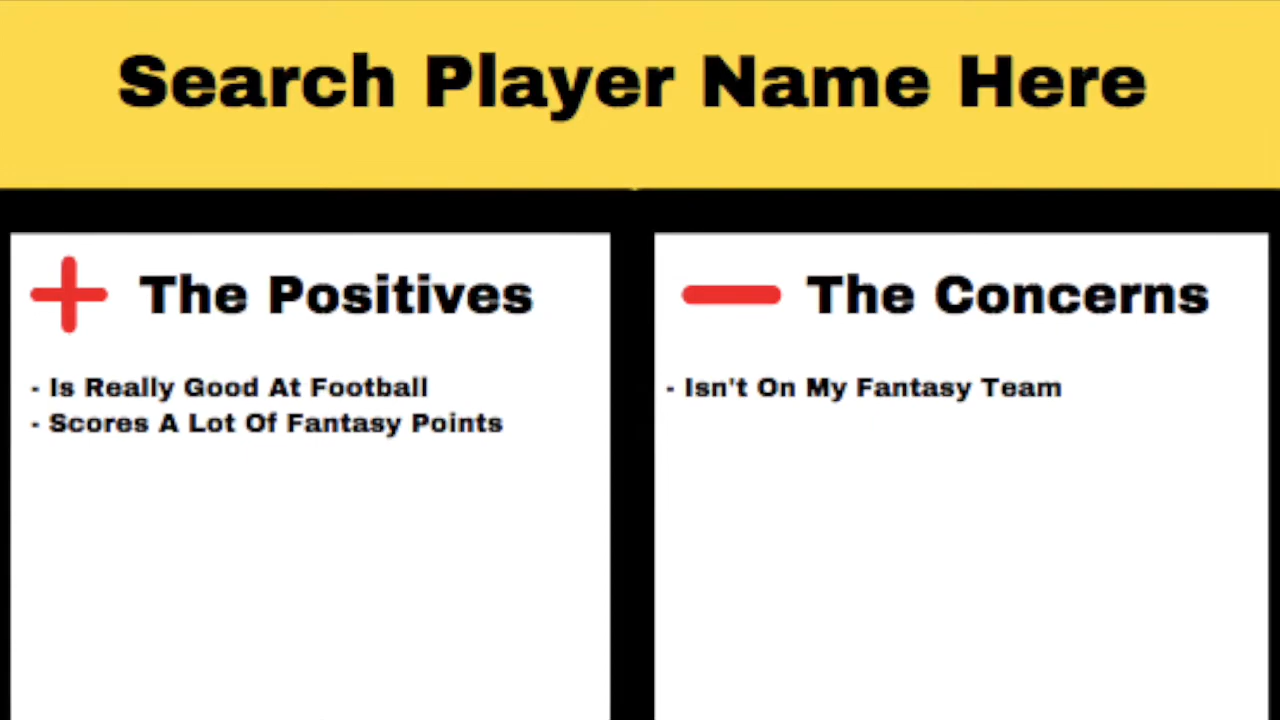 Search Player Name Here
The Positives
- Is Really Good At Football
- Scores A Lot Of Fantasy Points
The Concerns
- Isn't On My Fantasy Team